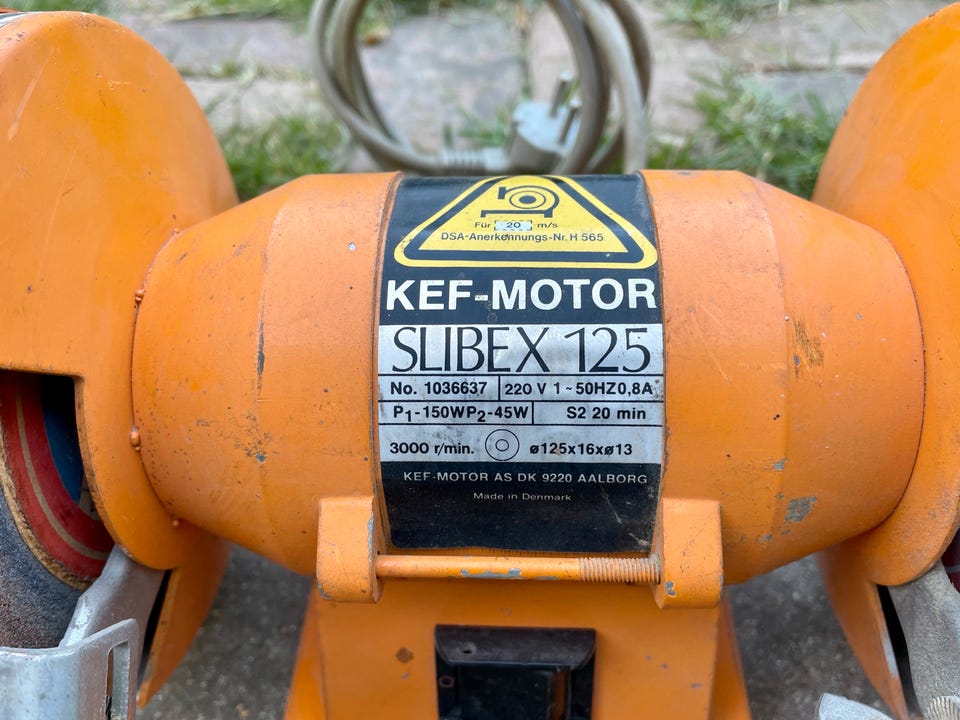 Für 20 m/s
DSA-Anerkennungs-Nr. H 565
KEF-MOTOR
SLIBEX 125
No. 1036637 220 V 1~50HZ0,8A
P1-150WP2-45W S2 20 min
3000 r/min. ø125x16xø13
KEF-MOTOR AS DK 9220 AALBORG
Made in Denmark